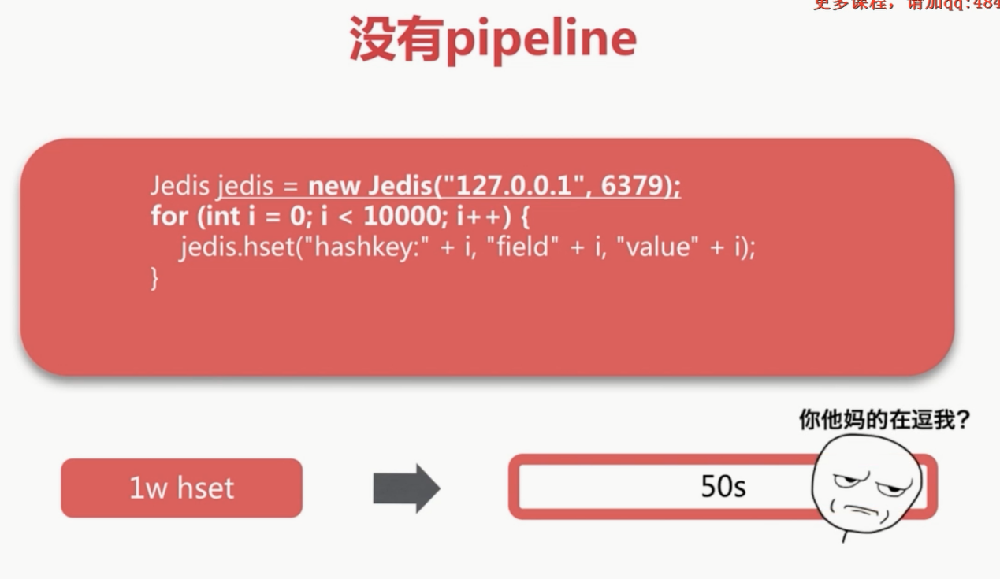 更多课程，请加qq:484
没有pipeline
Jedis jedis = new Jedis("127.0.0.1", 6379);
for (int i = 0; i < 10000; i++) {
jedis.hset("hashkey:" + i, "field" + i, "value" + i);
}
你他妈的在逗我？
1w hset
50s